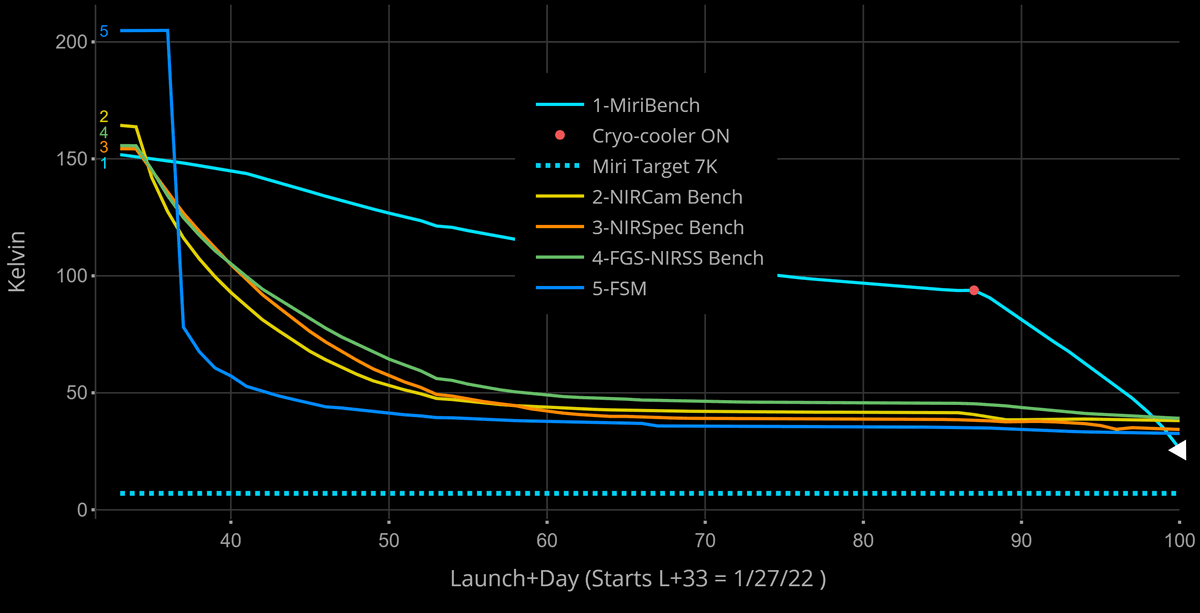 200
150
100
50
0
Kelvin
5
2
4
3
1
1-MiriBench
Cryo-cooler ON
Miri Target 7K
2-NIRCam Bench
3-NIRSpec Bench
4-FGS-NIRSS Bench
5-FSM
40 50 60 70 80 90 100
Launch+Day (Starts L+33 = 1/27/22 )